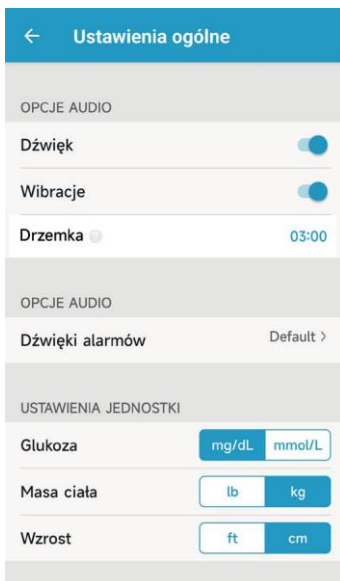 Ustawienia ogólne
OPCJE AUDIO
Dźwięk
Wibracje
Drzemka ? 03:00
OPCJE AUDIO
Dźwięki alarmów Default >
USTAWIENIA JEDNOSTKI
Glukoza mg/dL mmol/L
Masa ciała lb kg
Wzrost ft cm